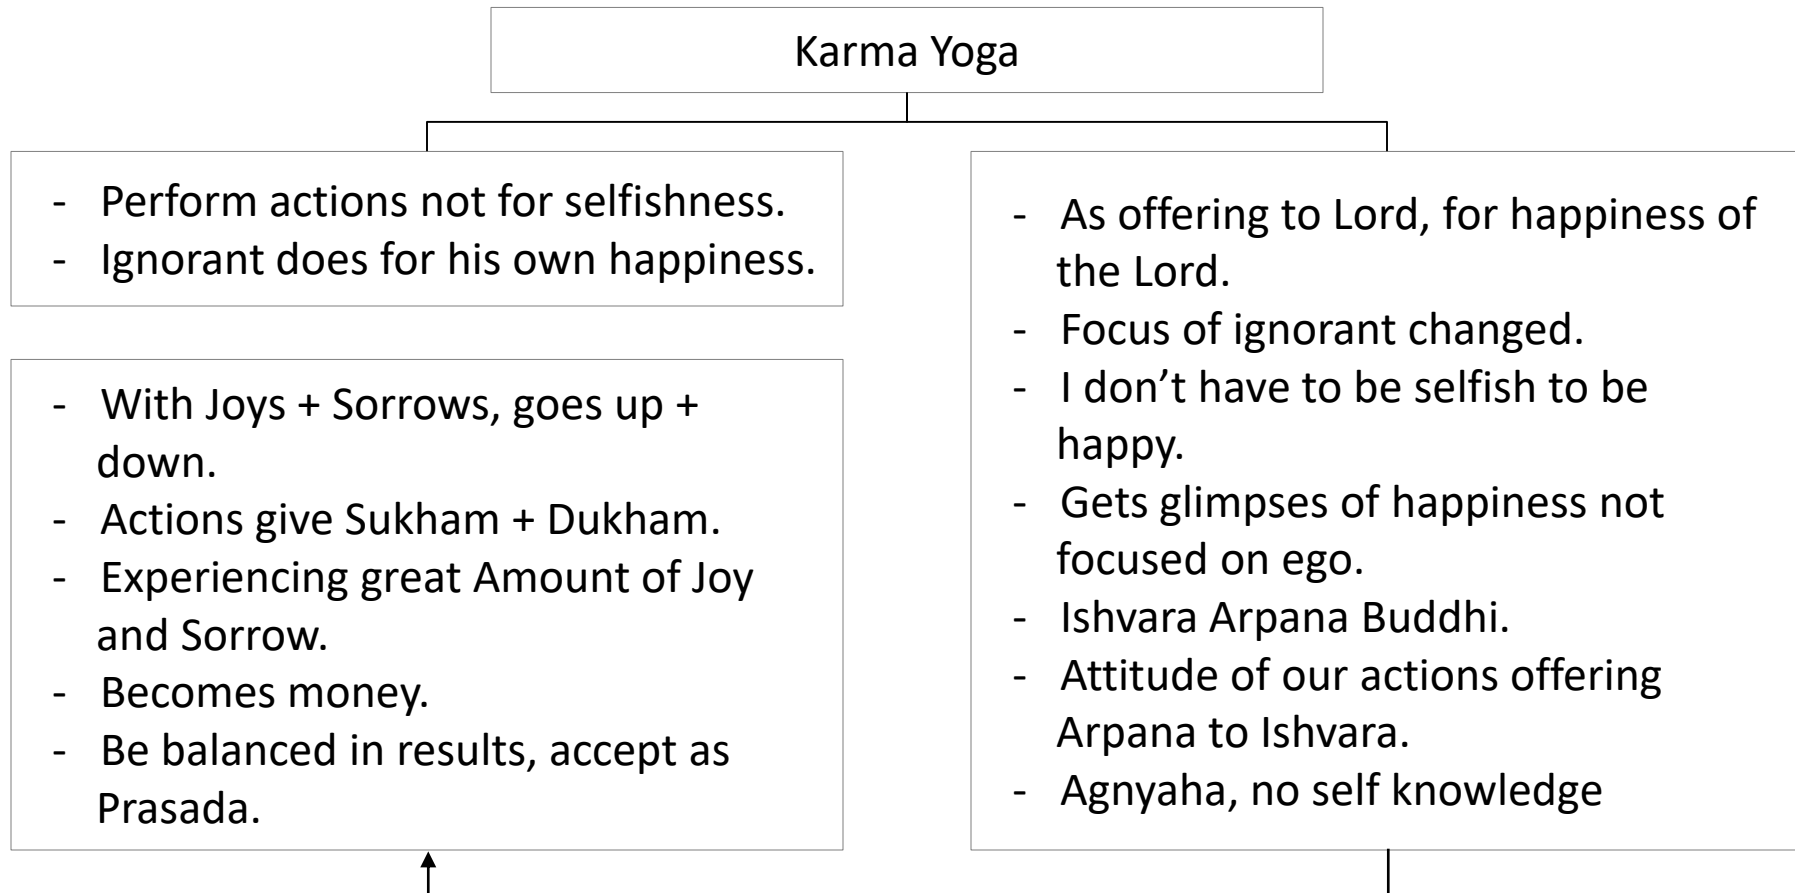 Karma Yoga
- Perform actions not for selfishness.
- Ignorant does for his own happiness.
- With Joys + Sorrows, goes up +
down.
- Actions give Sukham + Dukham.
- Experiencing great Amount of Joy
and Sorrow.
- Becomes money.
- Be balanced in results, accept as
Prasada.
- As offering to Lord, for happiness of
the Lord.
- Focus of ignorant changed.
- I don’t have to be selfish to be
happy.
- Gets glimpses of happiness not
focused on ego.
- Ishvara Arpana Buddhi.
- Attitude of our actions offering
Arpana to Ishvara.
- Agnyaha, no self knowledge